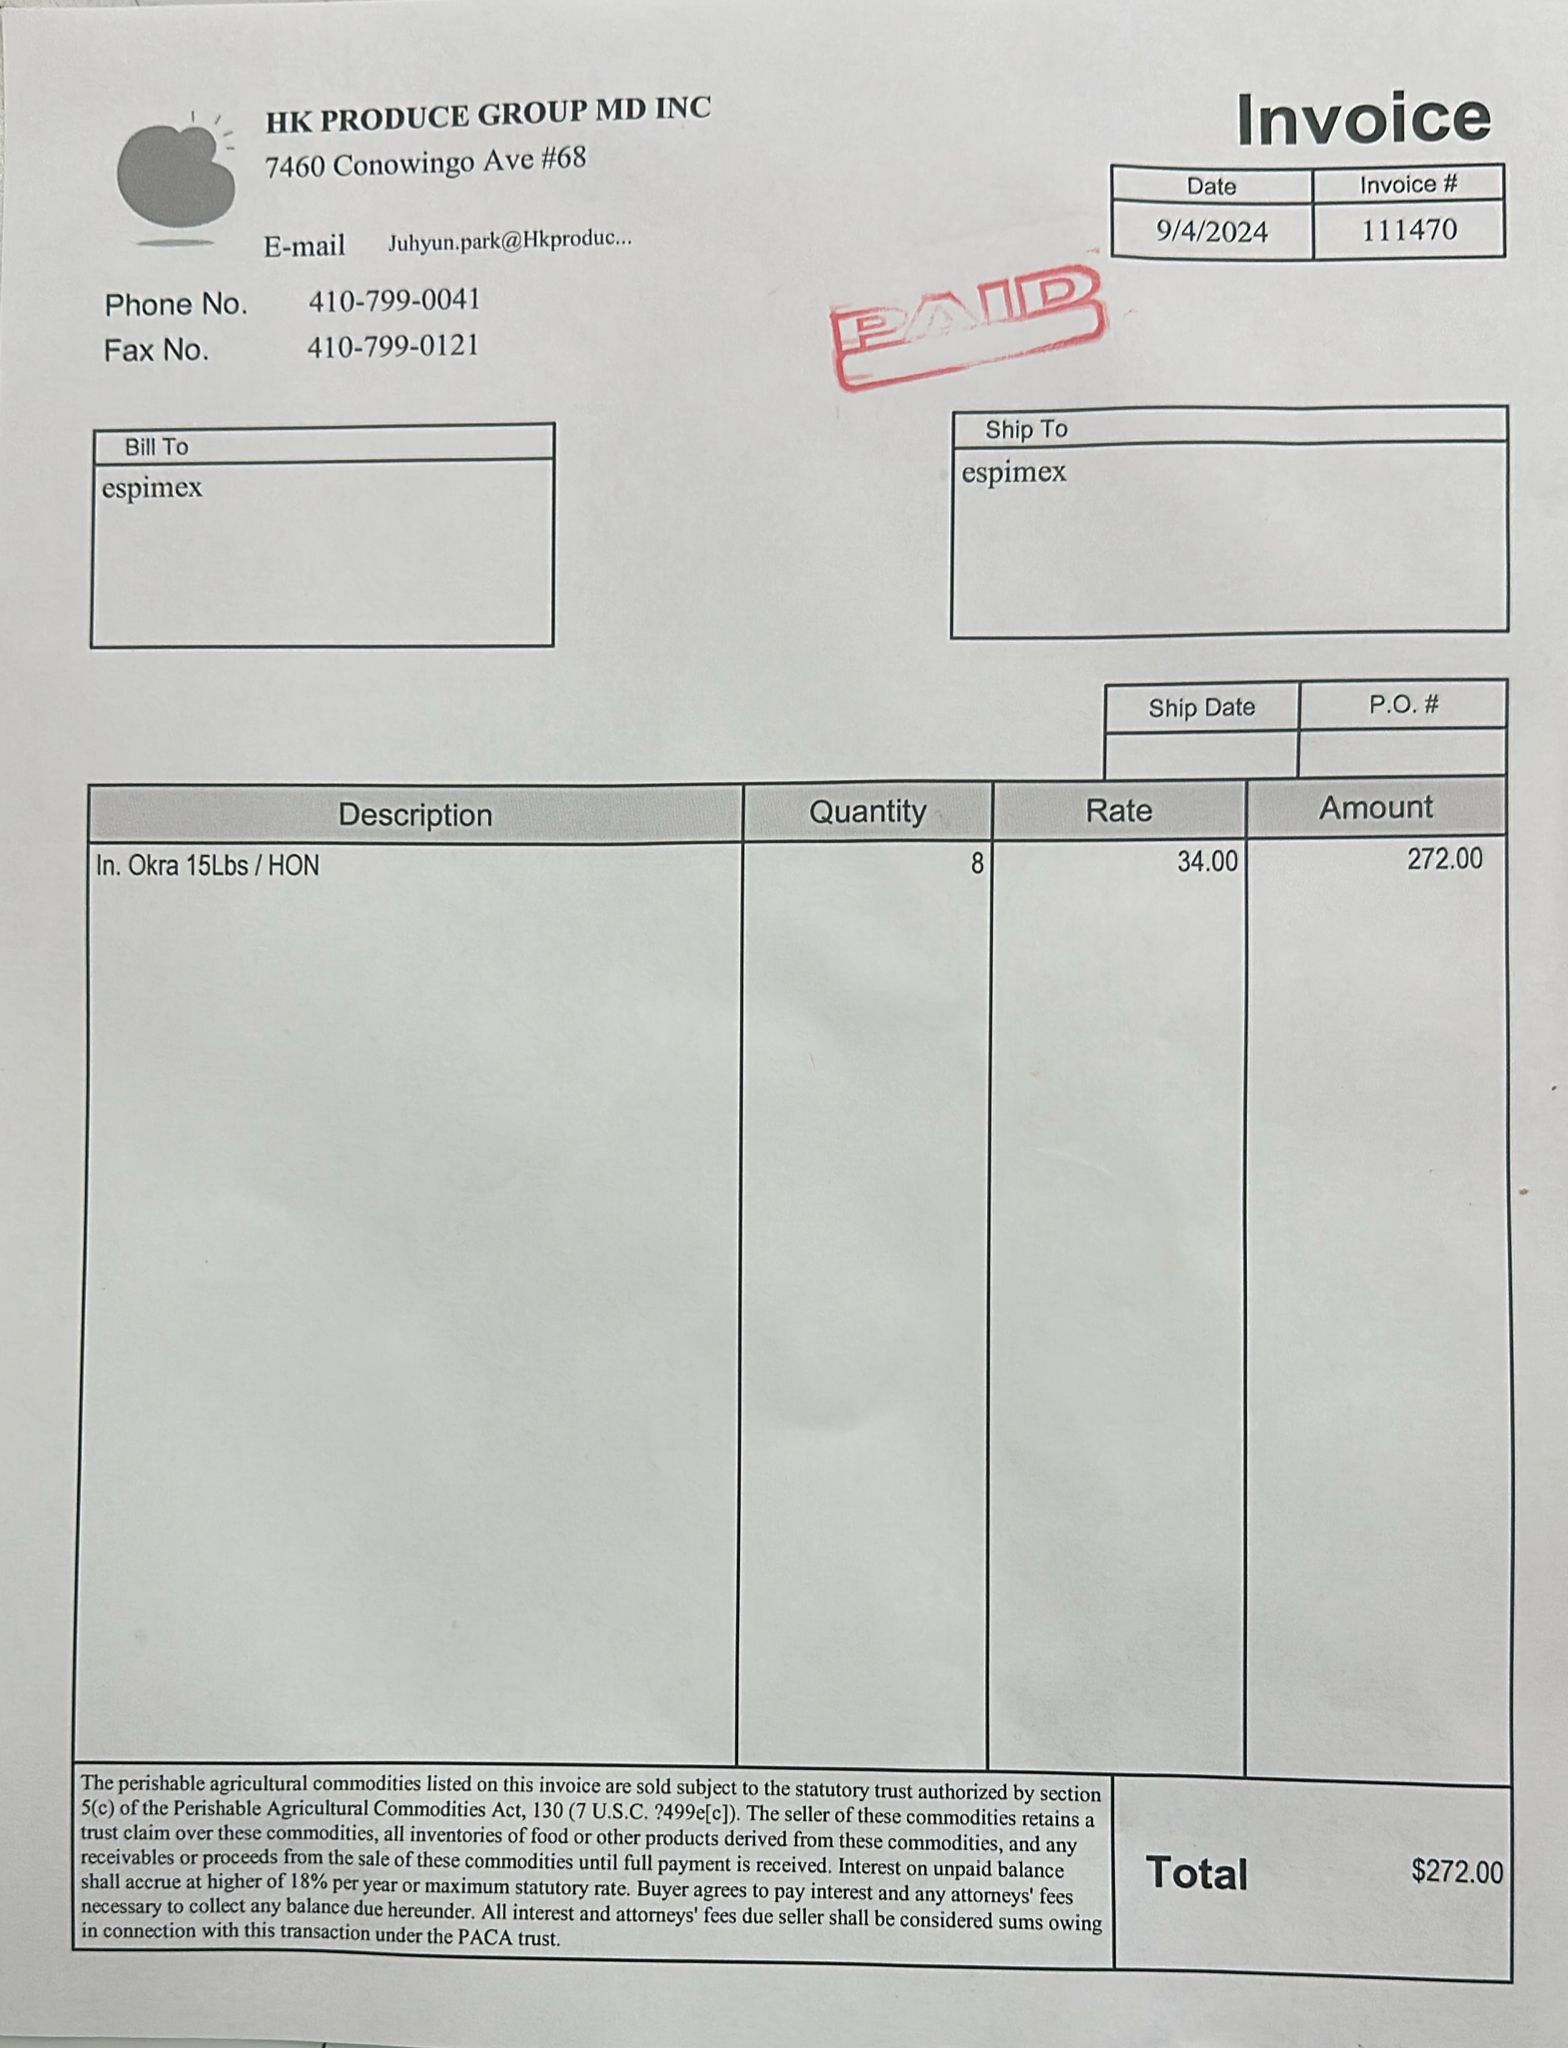 HK PRODUCE GROUP MD INC
7460 Conowingo Ave #68
E-mail Juhyun.park@Hkproduc...
Phone No. 410-799-0041
Fax No. 410-799-0121
Invoice
Date Invoice #
9/4/2024 111470
PAID
Bill To
espimex
Ship To
espimex
Ship Date P.O. #
Description Quantity Rate Amount
In. Okra 15Lbs / HON 8 34.00 272.00
The perishable agricultural commodities listed on this invoice are sold subject to the statutory trust authorized by section
5(c) of the Perishable Agricultural Commodities Act, 130 (7 U.S.C. ?499e[c]). The seller of these commodities retains a
trust claim over these commodities, all inventories of food or other products derived from these commodities, and any
receivables or proceeds from the sale of these commodities until full payment is received. Interest on unpaid balance
shall accrue at higher of 18% per year or maximum statutory rate. Buyer agrees to pay interest and any attorneys' fees
necessary to collect any balance due hereunder. All interest and attorneys' fees due seller shall be considered sums owing
in connection with this transaction under the PACA trust.
Total $272.00